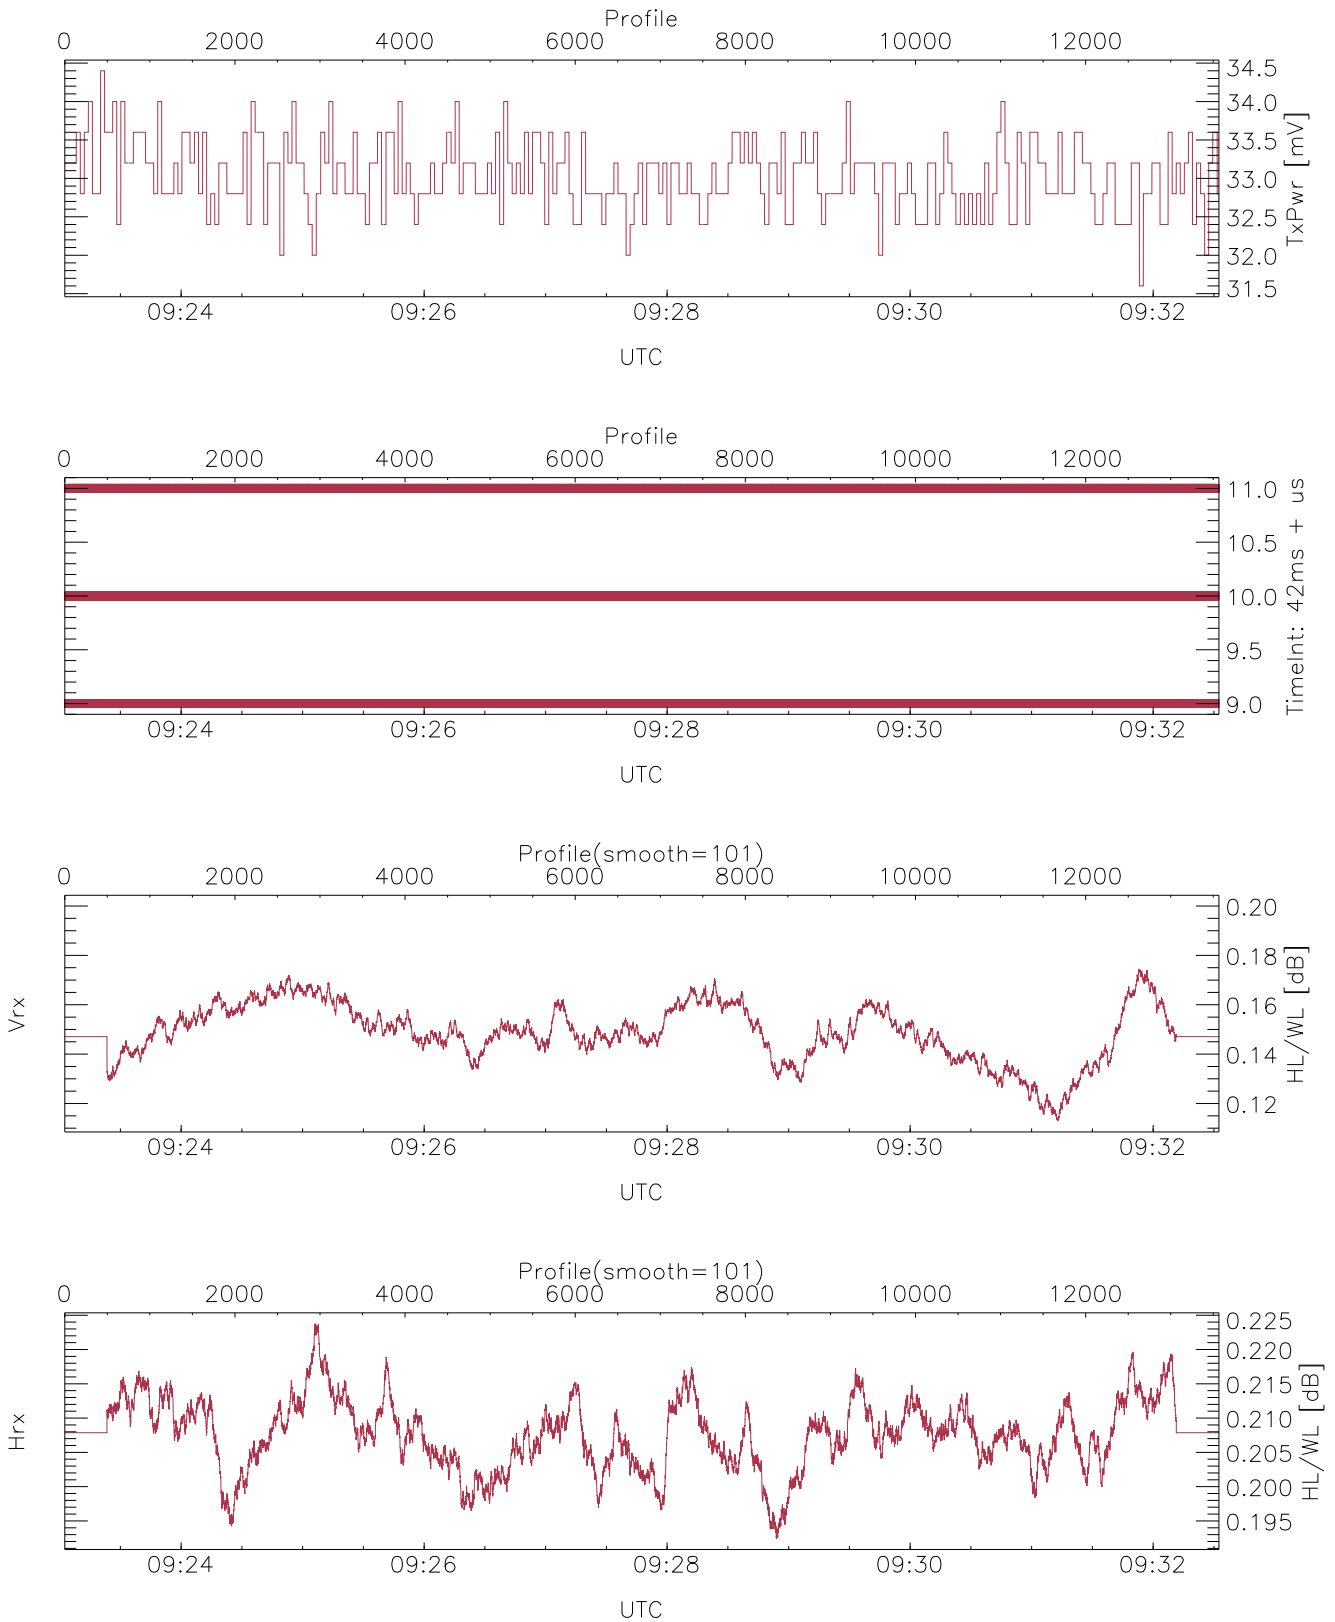 Profile
0 2000 4000 6000 8000 10000 12000
34.5
34.0
33.5
33.0
32.5
32.0
31.5
TxPwr [mV]
09:24 09:26 09:28 09:30 09:32
UTC
Profile
0 2000 4000 6000 8000 10000 12000
11.0
10.5
10.0
9.5
9.0
TimeInt: 42ms + us
09:24 09:26 09:28 09:30 09:32
UTC
Profile(smooth=101)
0 2000 4000 6000 8000 10000 12000
Vrx
0.20
0.18
0.16
0.14
0.12
HL/WL [dB]
09:24 09:26 09:28 09:30 09:32
UTC
Profile(smooth=101)
0 2000 4000 6000 8000 10000 12000
Hrx
0.225
0.220
0.215
0.210
0.205
0.200
0.195
HL/WL [dB]
09:24 09:26 09:28 09:30 09:32
UTC